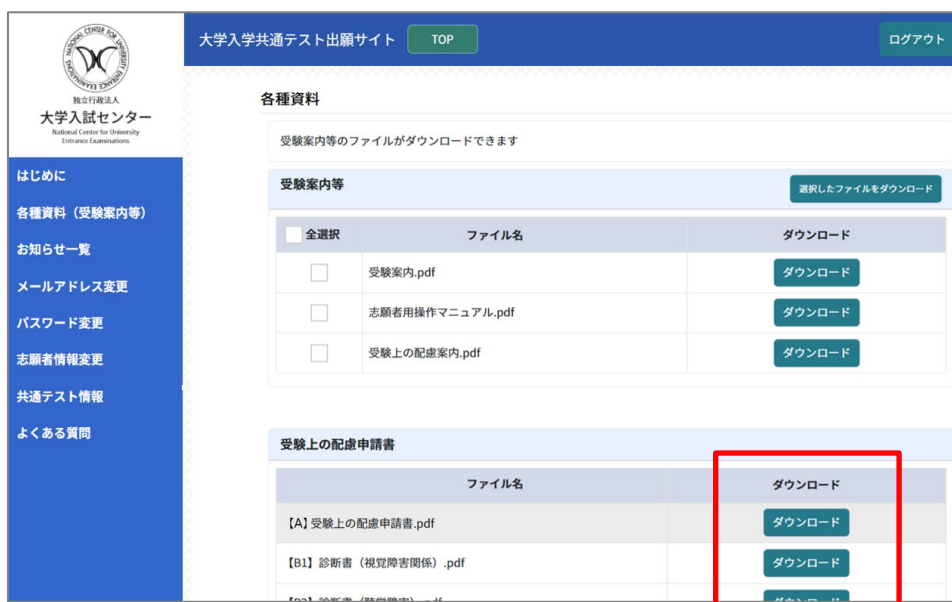 NATIONAL CENTER FOR UNIVERSITY ENTRANCE EXAMINATIONS
独立行政法人
大学入試センター
National Center for University
Entrance Examinations
はじめに
各種資料（受験案内等）
お知らせ一覧
メールアドレス変更
パスワード変更
志願者情報変更
共通テスト情報
よくある質問
大学入学共通テスト出願サイト TOP ログアウト
各種資料
受験案内等のファイルがダウンロードできます
受験案内等 選択したファイルをダウンロード
全選択 ファイル名 ダウンロード
受験案内.pdf ダウンロード
志願者用操作マニュアル.pdf ダウンロード
受験上の配慮案内.pdf ダウンロード
受験上の配慮申請書
ファイル名 ダウンロード
【A】受験上の配慮申請書.pdf ダウンロード
【B1】診断書（視覚障害関係）.pdf ダウンロード